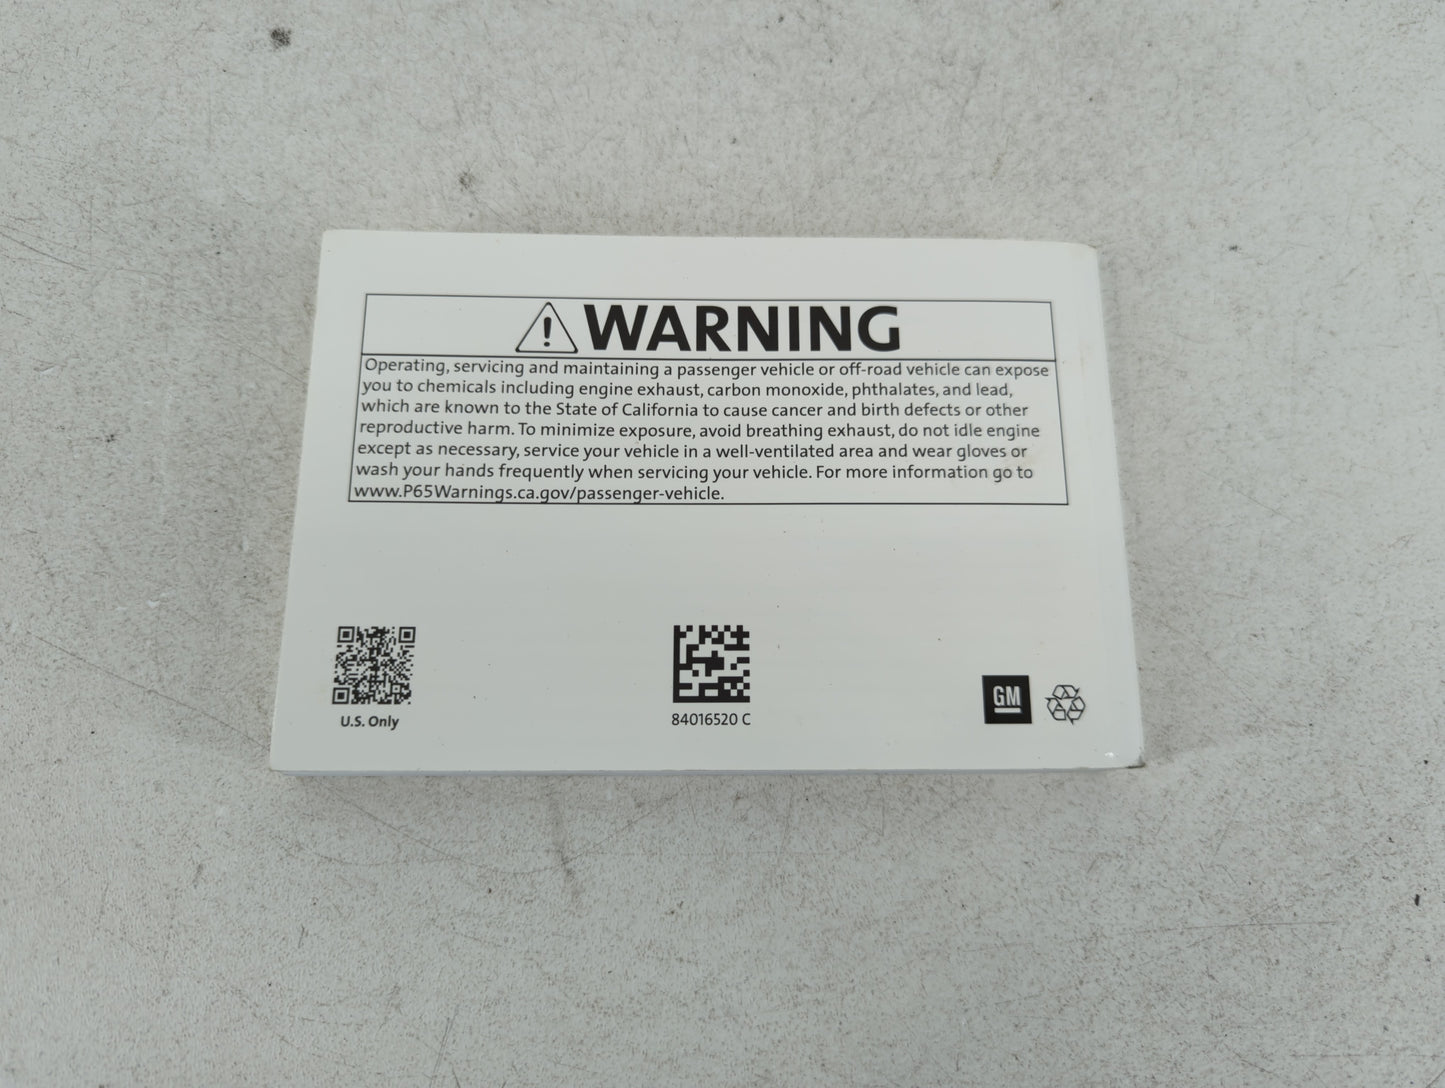 WARNING
Operating, servicing and maintaining a passenger vehicle or off-road vehicle can expose
you to chemicals including engine exhaust, carbon monoxide, phthalates, and lead,
which are known to the State of California to cause cancer and birth defects or other
reproductive harm. To minimize exposure, avoid breathing exhaust, do not idle engine
except as necessary, service your vehicle in a well-ventilated area and wear gloves or
wash your hands frequently when servicing your vehicle. For more information go to
www.P65Warnings.ca.gov/passenger-vehicle.
U.S. Only
84016520 C
GM